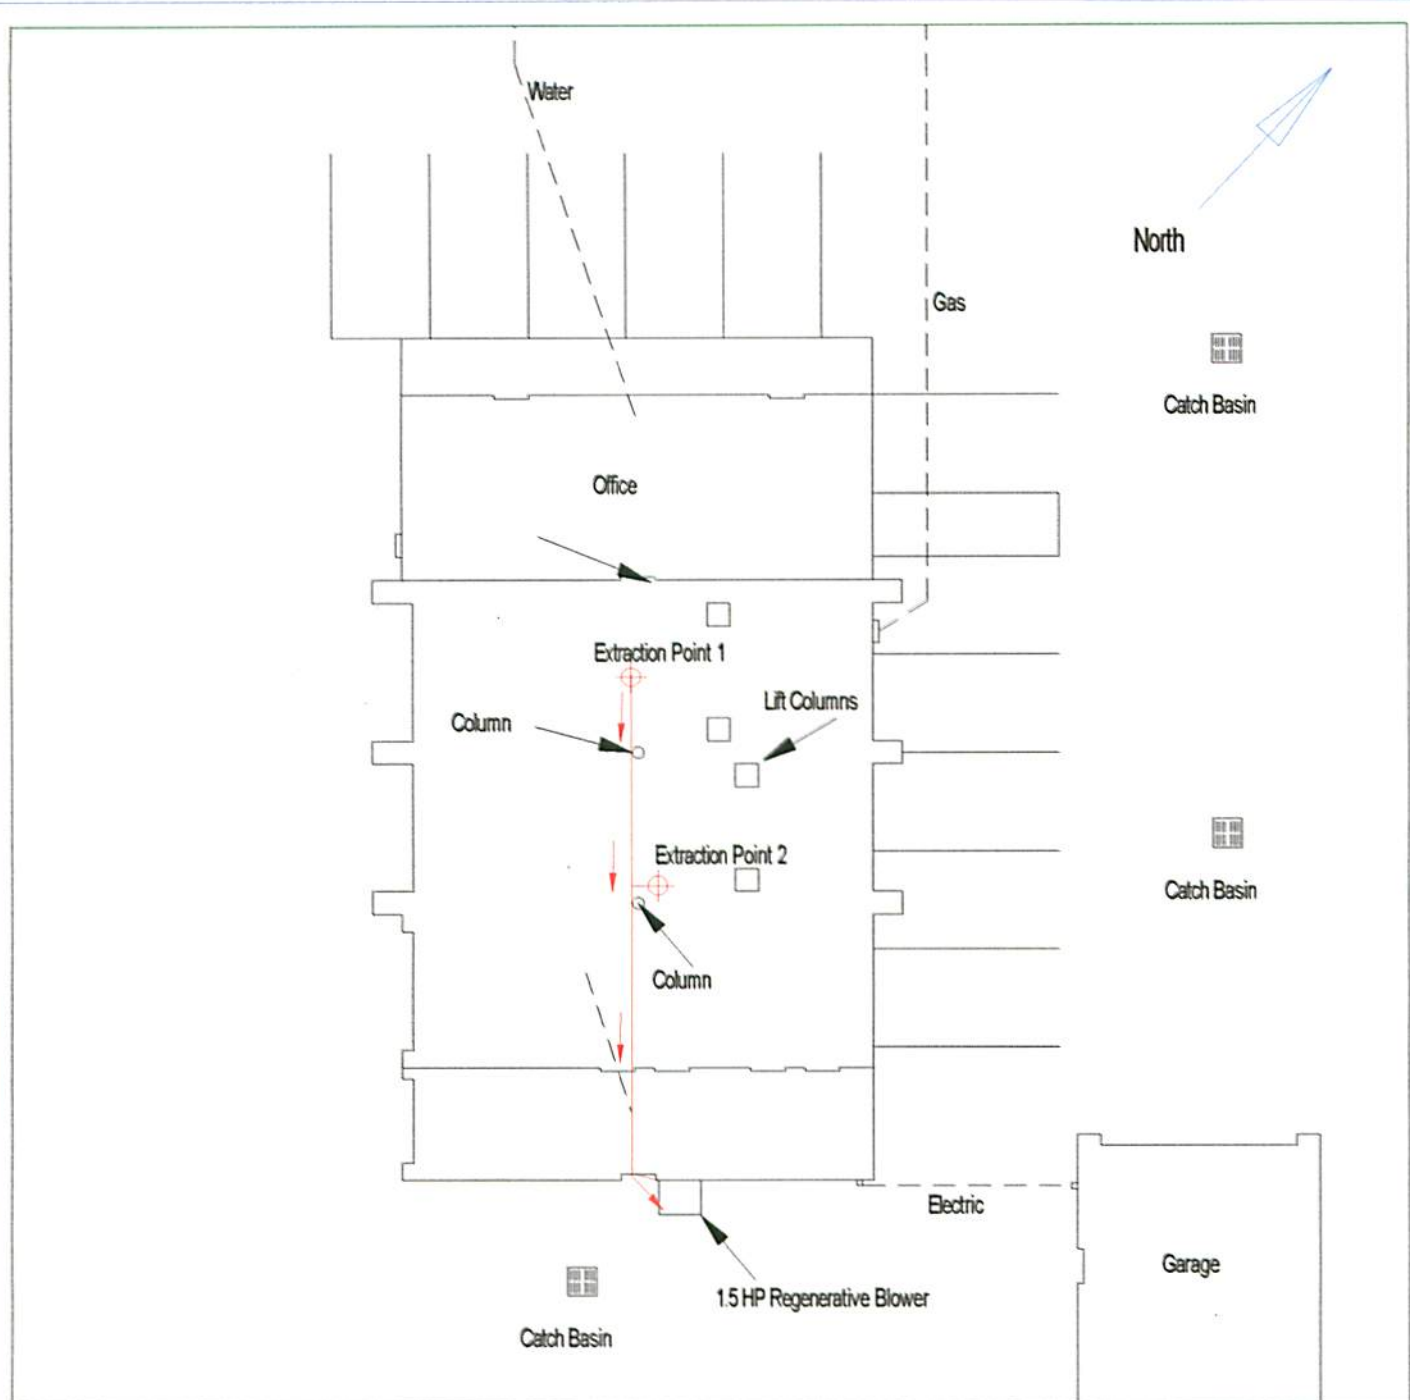 Water
North
Gas
Catch Basin
Office
Extraction Point 1
Lift Columns
Column
Extraction Point 2
Catch Basin
Column
Electric
Garage
1.5 HP Regenerative Blower
Catch Basin